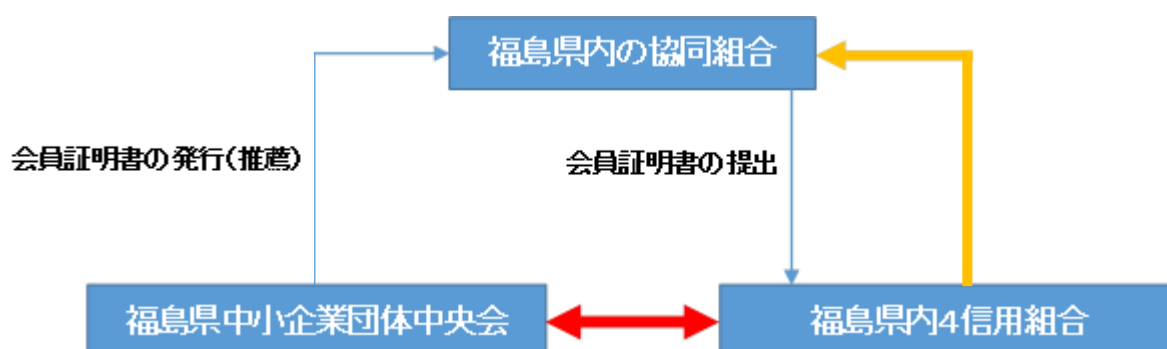 福島県内の協同組合
会員証明書の発行(推薦)
会員証明書の提出
福島県中小企業団体中央会
福島県内4信用組合